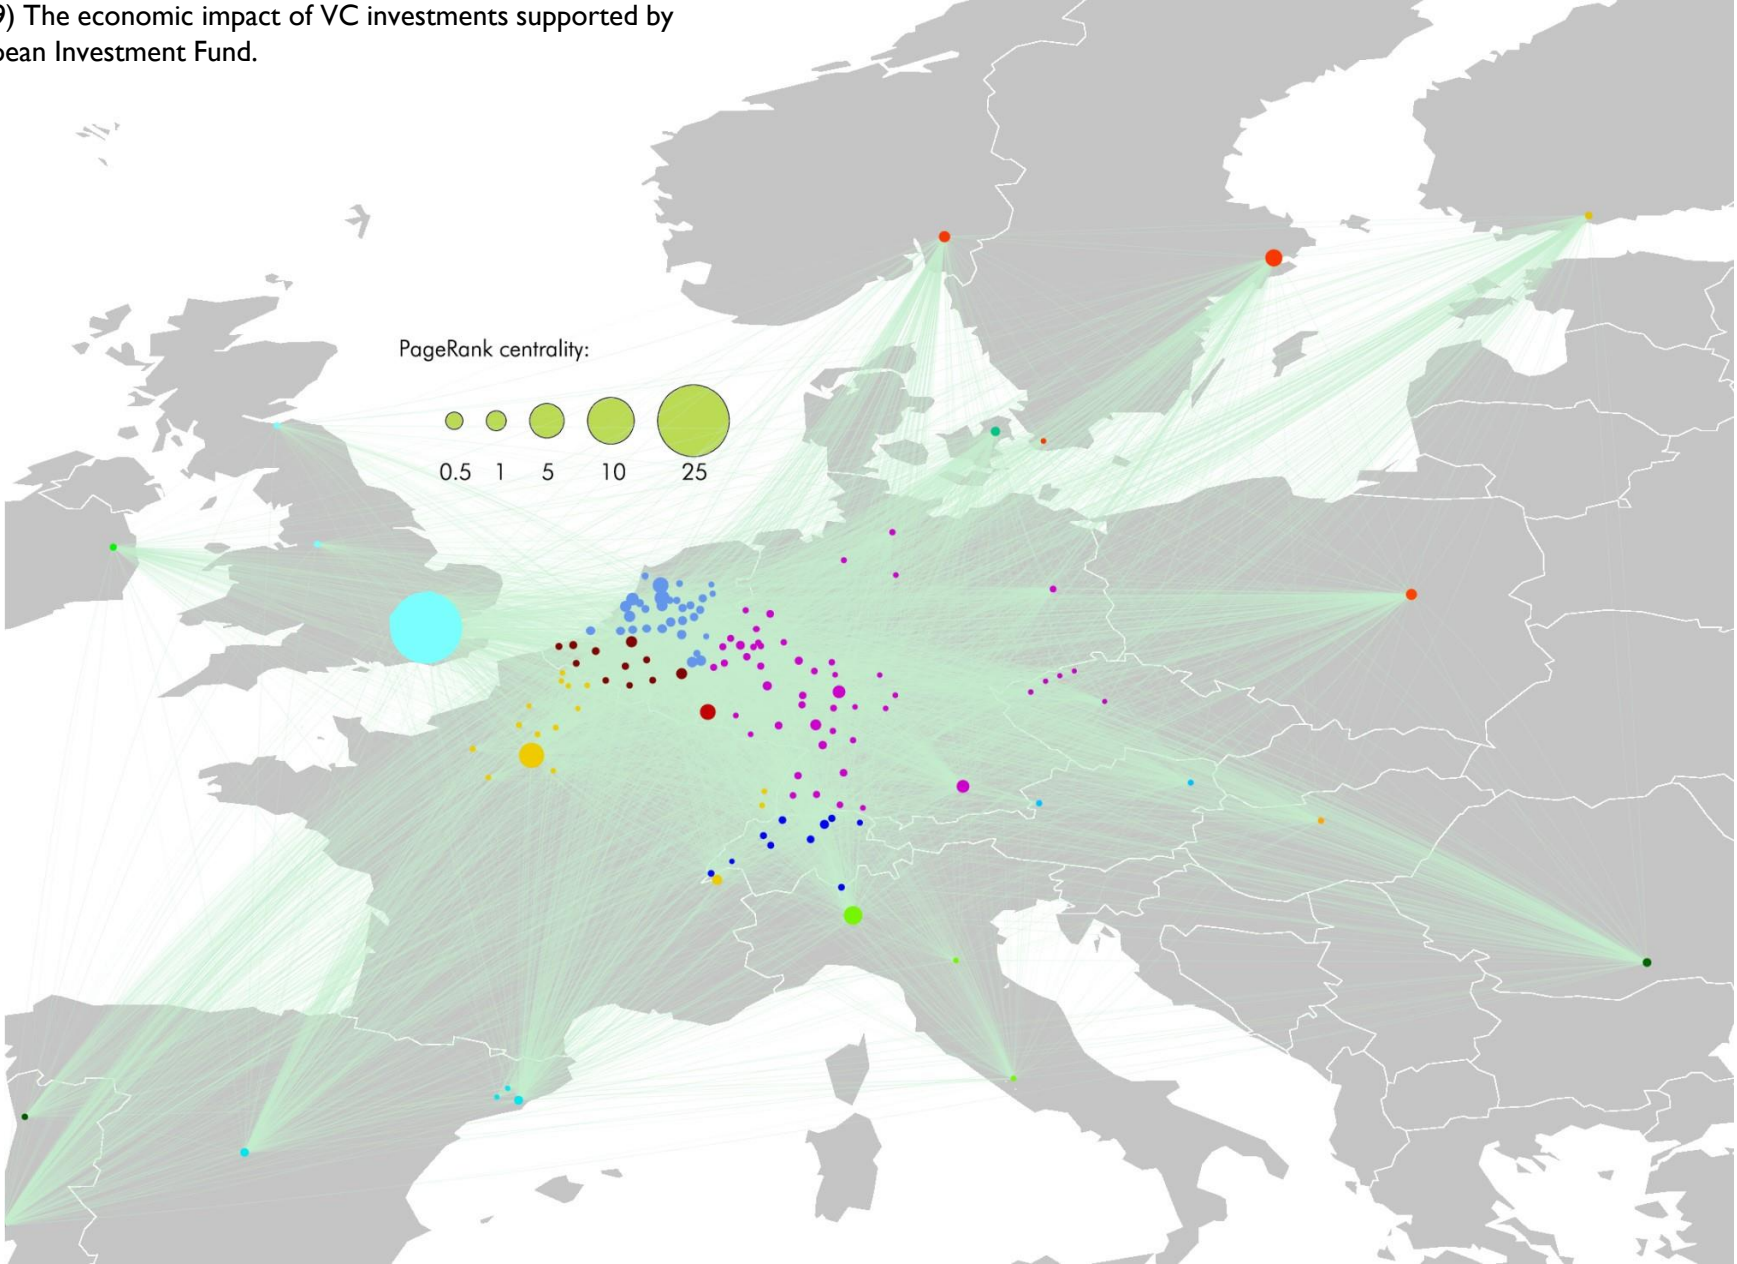 9) The economic impact of VC investments supported by
pean Investment Fund.
PageRank centrality:
0.5 1 5 10 25